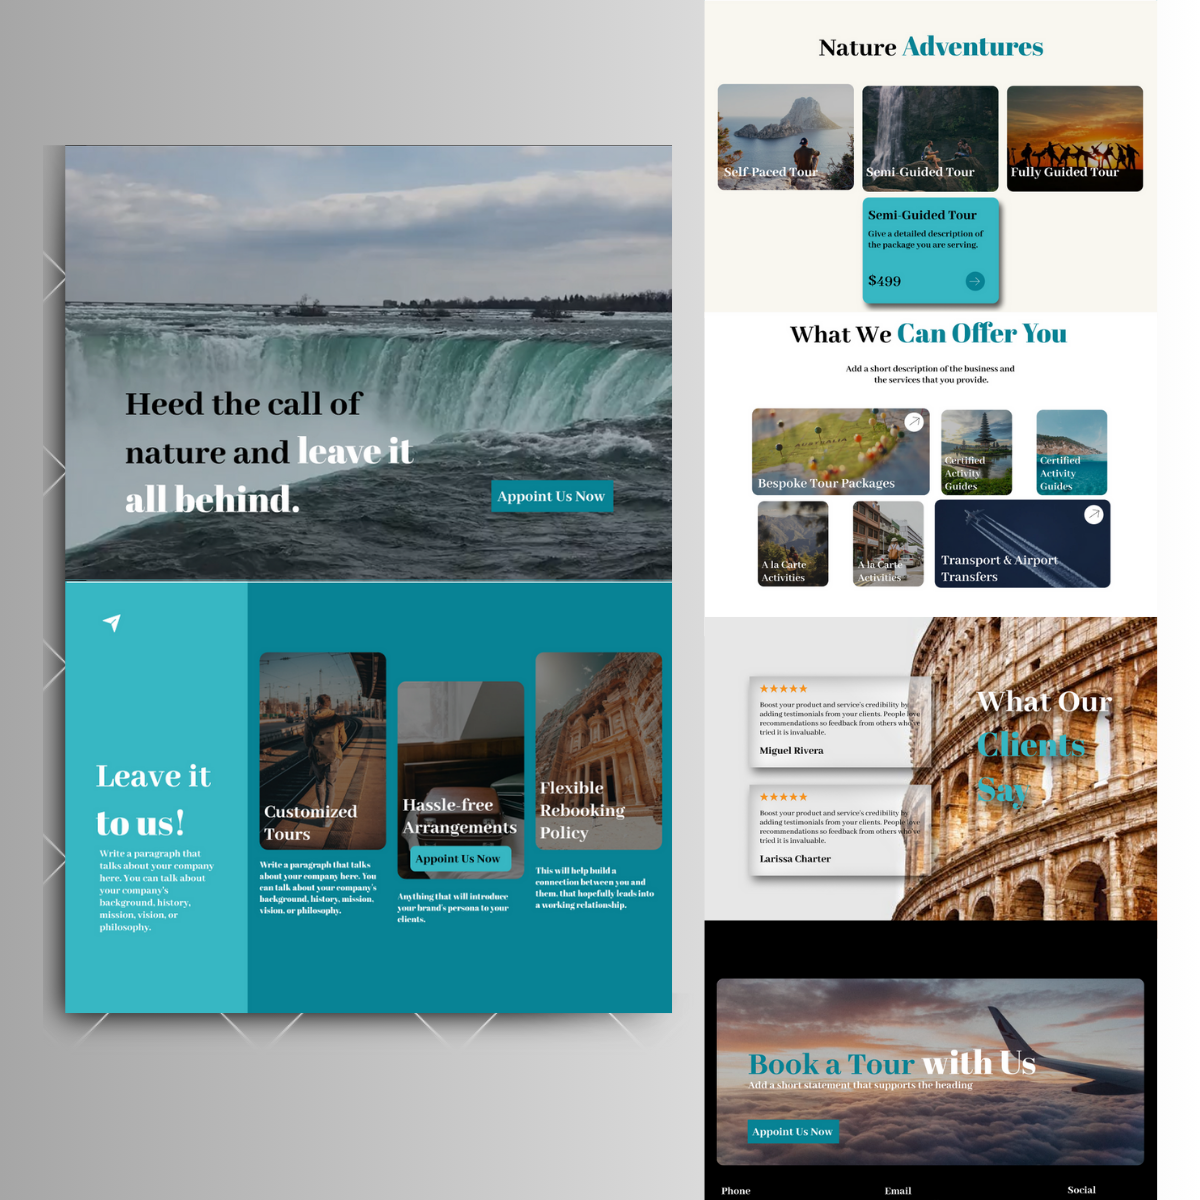 Heed the call of
nature and leave it
all behind.
Appoint Us Now
Leave it
to us!
Write a paragraph that
talks about your company
here. You can talk about
your company's
background, history,
mission, vision, or
philosophy.
Customized
Tours
Write a paragraph that talks
about your company here. You
can talk about your company's
background, history, mission,
vision, or philosophy.
Hassle-free
Arrangements
Appoint Us Now
Anything that will introduce
your brand's persona to your
clients.
Flexible
Rebooking
Policy
This will help build a
connection between you and
them, that hopefully leads into
a working relationship.
Nature Adventures
Self-Paced Tour
Semi-Guided Tour
Fully Guided Tour
Semi-Guided Tour
Give a detailed description of
the package you are serving.
$499
What We Can Offer You
Add a short description of the business and
the services that you provide.
AUSTRALIA
Bespoke Tour Packages
Certified
Activity
Guides
Certified
Activity
Guides
A la Carte
Activities
A la Carte
Activities
Transport & Airport
Transfers
Boost your product and service's credibility by
adding testimonials from your clients. People love
recommendations so feedback from others who've
tried it is invaluable.
Miguel Rivera
Boost your product and service's credibility by
adding testimonials from your clients. People love
recommendations so feedback from others who've
tried it is invaluable.
Larissa Charter
What Our
Clients
Say
Book a Tour with Us
Add a short statement that supports the heading
Appoint Us Now
Phone
Email
Social